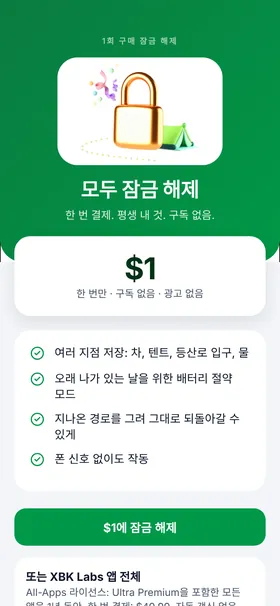 1회 구매 잠금 해제
모두 잠금 해제
한 번 결제. 평생 내 것. 구독 없음.
$1
한 번만 · 구독 없음 · 광고 없음
여러 지점 저장: 차, 텐트, 등산로 입구, 물
오래 나가 있는 날을 위한 배터리 절약
모드
지나온 경로를 그려 그대로 되돌아갈 수
있게
폰 신호 없이도 작동
$1에 잠금 해제
또는 XBK Labs 앱 전체
All-Apps 라이선스: Ultra Premium을 포함한 모든